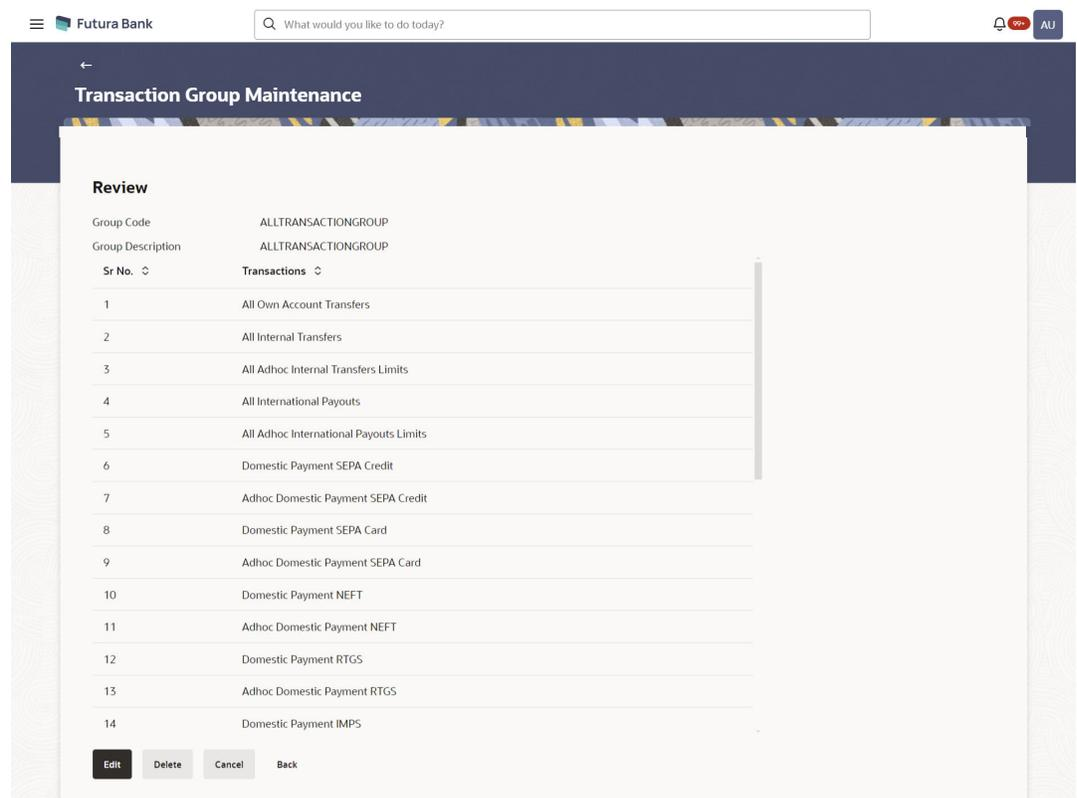 Futura Bank
What would you like to do today?
99+
AU
Transaction Group Maintenance
Review
Group Code ALLTRANSACTIONGROUP
Group Description ALLTRANSACTIONGROUP
Sr No. Transactions
1 All Own Account Transfers
2 All Internal Transfers
3 All Adhoc Internal Transfers Limits
4 All International Payouts
5 All Adhoc International Payouts Limits
6 Domestic Payment SEPA Credit
7 Adhoc Domestic Payment SEPA Credit
8 Domestic Payment SEPA Card
9 Adhoc Domestic Payment SEPA Card
10 Domestic Payment NEFT
11 Adhoc Domestic Payment NEFT
12 Domestic Payment RTGS
13 Adhoc Domestic Payment RTGS
14 Domestic Payment IMPS
Edit Delete Cancel Back